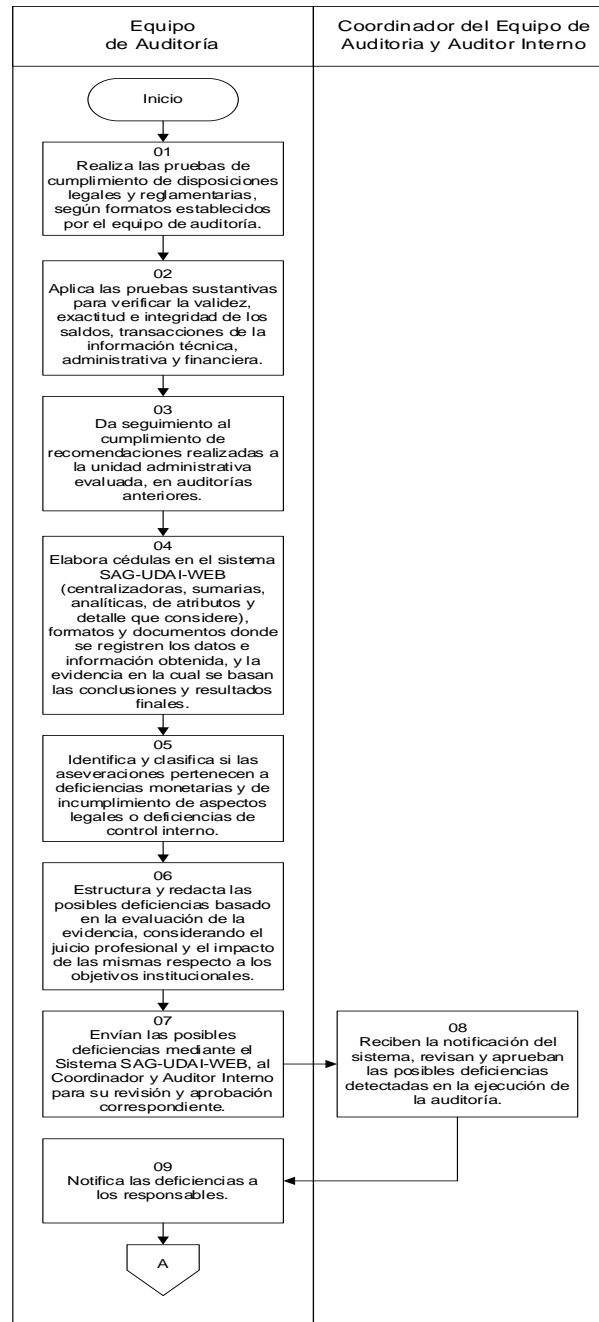 Equipo
de Auditoría
Coordinador del Equipo de
Auditoria y Auditor Interno
Inicio
01
Realiza las pruebas de
cumplimiento de disposiciones
legales y reglamentarias,
según formatos establecidos
por el equipo de auditoría.
02
Aplica las pruebas sustantivas
para verificar la validez,
exactitud e integridad de los
saldos, transacciones de la
información técnica,
administrativa y financiera.
03
Da seguimiento al
cumplimiento de
recomendaciones realizadas a
la unidad administrativa
evaluada, en auditorías
anteriores.
04
Elabora cédulas en el sistema
SAG-UDAI-WEB
(centralizadoras, sumarias,
analíticas, de atributos y
detalle que considere),
formatos y documentos donde
se registren los datos e
información obtenida, y la
evidencia en la cual se basan
las conclusiones y resultados
finales.
05
Identifica y clasifica si las
aseveraciones pertenecen a
deficiencias monetarias y de
incumplimiento de aspectos
legales o deficiencias de
control interno.
06
Estructura y redacta las
posibles deficiencias basado
en la evaluación de la
evidencia, considerando el
juicio profesional y el impacto
de las mismas respecto a los
objetivos institucionales.
07
Envían las posibles
deficiencias mediante el
Sistema SAG-UDAI-WEB, al
Coordinador y Auditor Interno
para su revisión y aprobación
correspondiente.
08
Reciben la notificación del
sistema, revisan y aprueban
las posibles deficiencias
detectadas en la ejecución de
la auditoría.
09
Notifica las deficiencias a
los responsables.
A